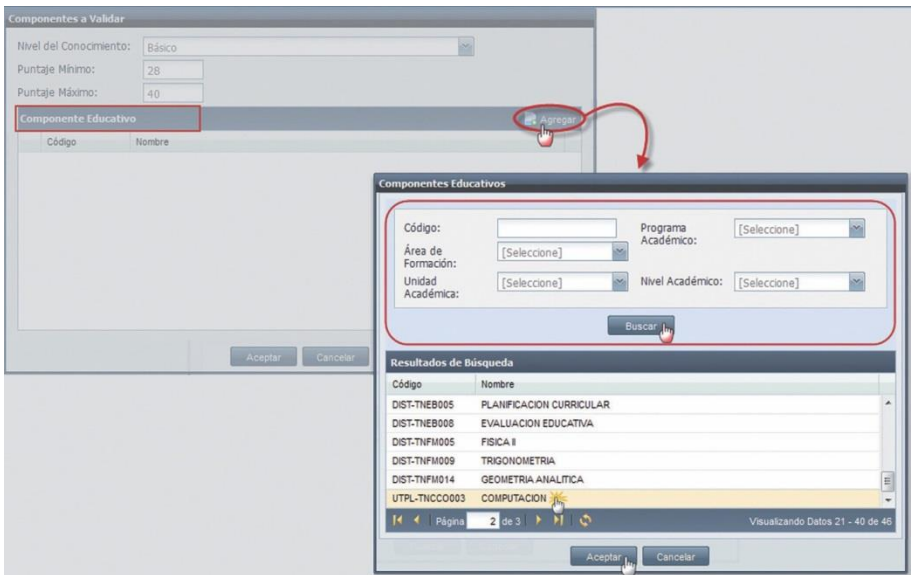 Componentes a Validar
Nivel del Conocimiento: Básico
Puntaje Mínimo: 28
Puntaje Máximo: 40
Componente Educativo Agregar
Código Nombre
Aceptar Cancelar
Componentes Educativos
Código: Programa Académico: [Seleccione]
Área de Formación: [Seleccione]
Unidad Académica: [Seleccione] Nivel Académico: [Seleccione]
Buscar
Resultados de Búsqueda
Código Nombre
DIST-TNEB005 PLANIFICACION CURRICULAR
DIST-TNEB008 EVALUACION EDUCATIVA
DIST-TNFM005 FISICA II
DIST-TNFM009 TRIGONOMETRIA
DIST-TNFM014 GEOMETRIA ANALITICA
UTPL-TNCCO003 COMPUTACION
Página 2 de 3 Visualizando Datos 21 - 40 de 46
Aceptar Cancelar